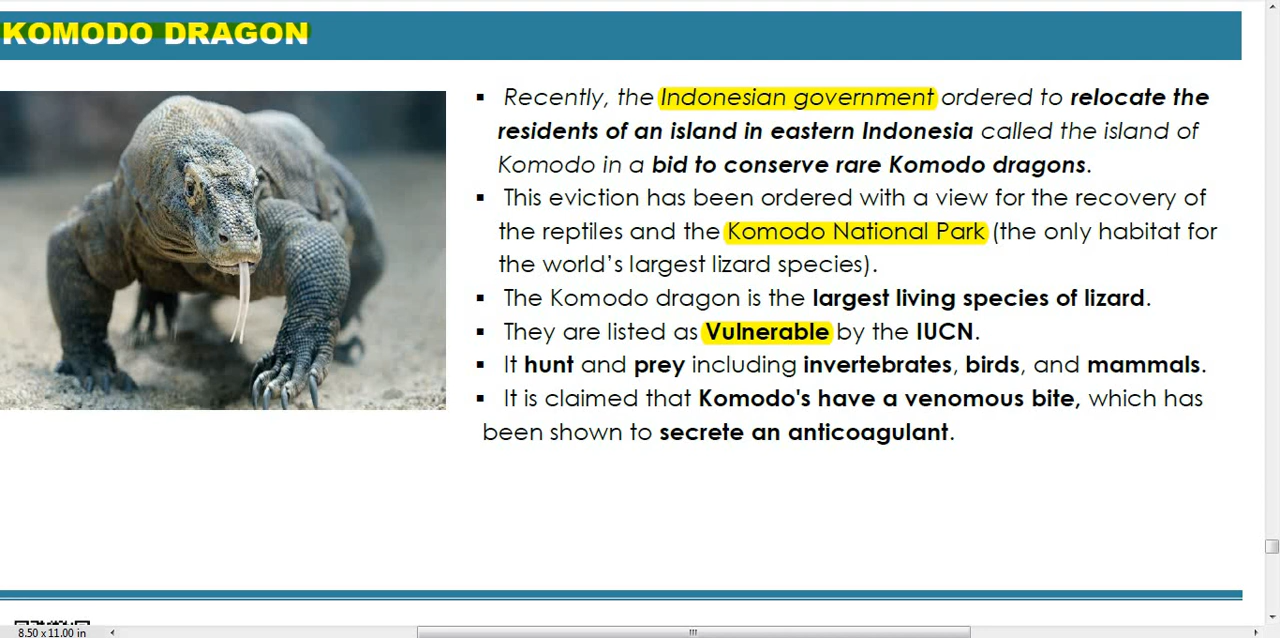 KOMODO DRAGON
▪ Recently, the Indonesian government ordered to relocate the
residents of an island in eastern Indonesia called the island of
Komodo in a bid to conserve rare Komodo dragons.
▪ This eviction has been ordered with a view for the recovery of
the reptiles and the Komodo National Park (the only habitat for
the world's largest lizard species).
▪ The Komodo dragon is the largest living species of lizard.
▪ They are listed as Vulnerable by the IUCN.
▪ It hunt and prey including invertebrates, birds, and mammals.
▪ It is claimed that Komodo's have a venomous bite, which has
been shown to secrete an anticoagulant.
8.50 x 11.00 in